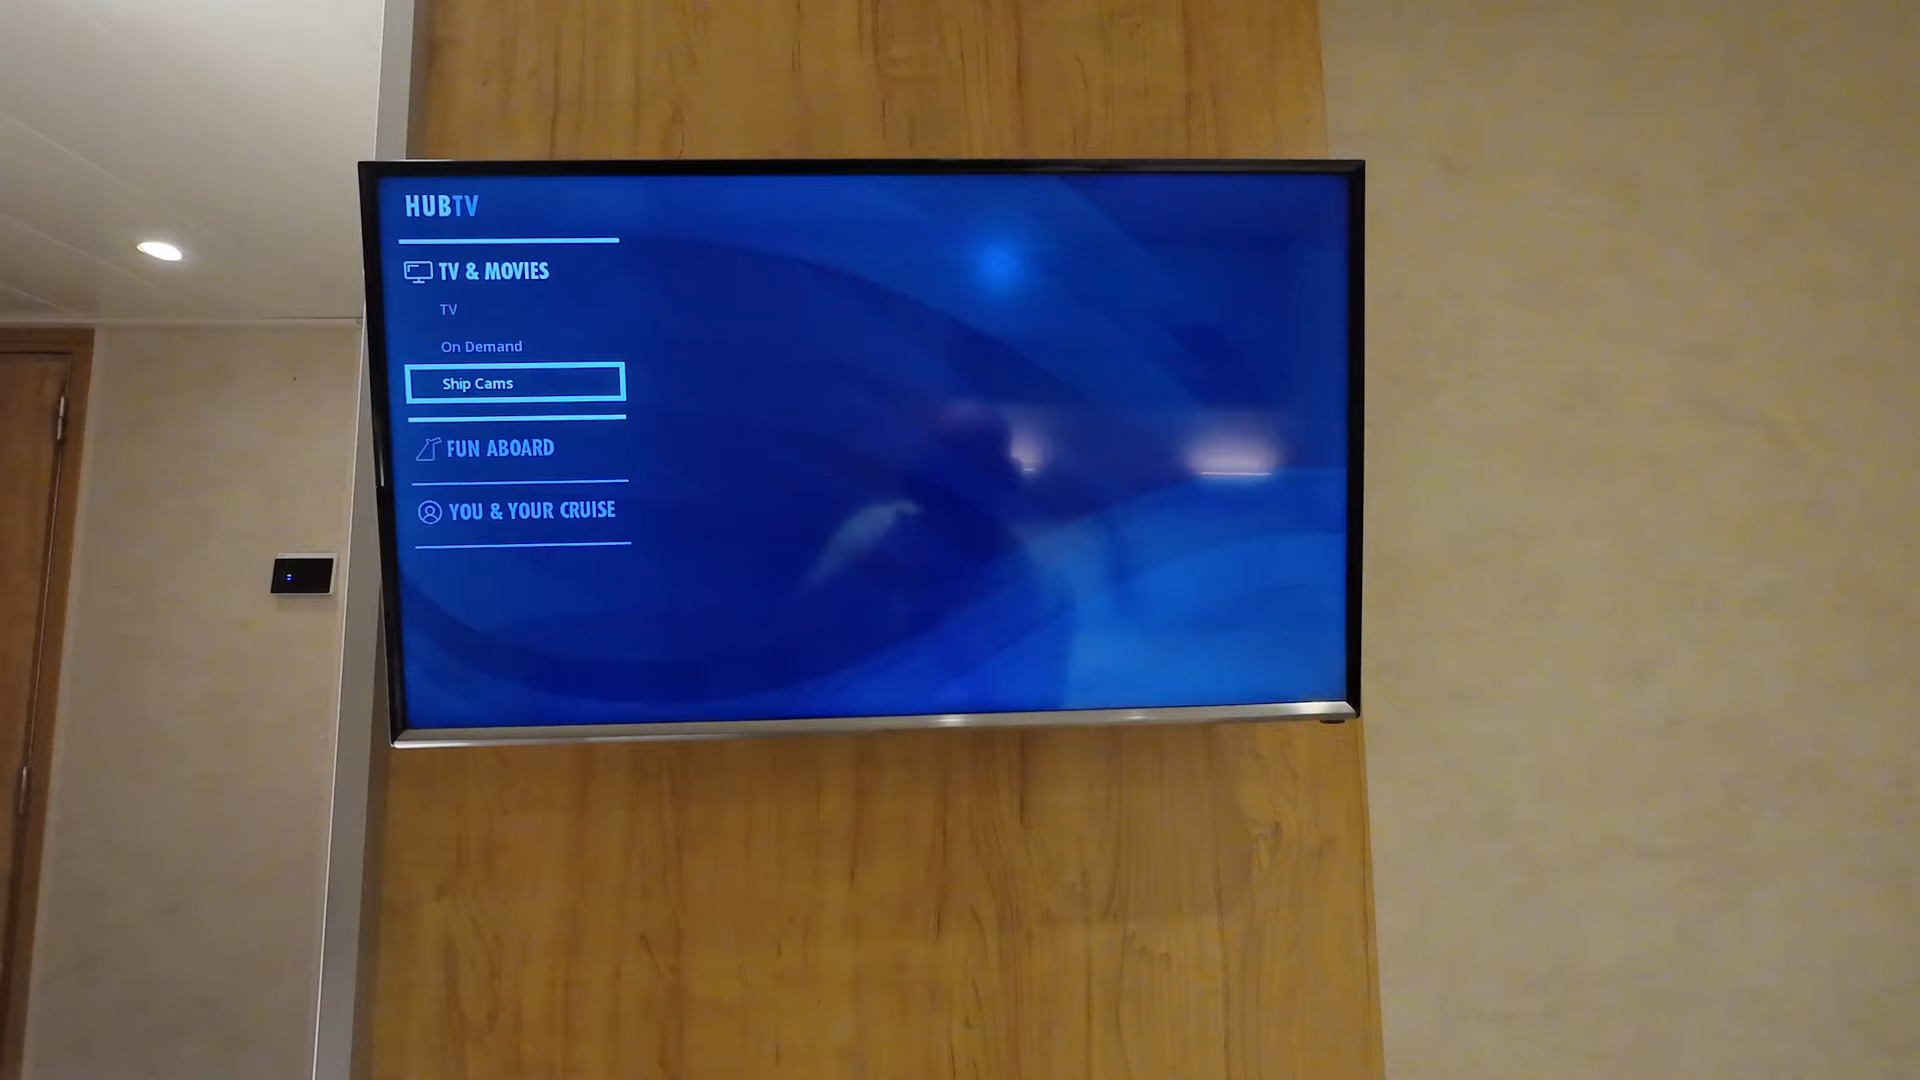 HUBTV
TV & MOVIES
TV
On Demand
Ship Cams
FUN ABOARD
YOU & YOUR CRUISE